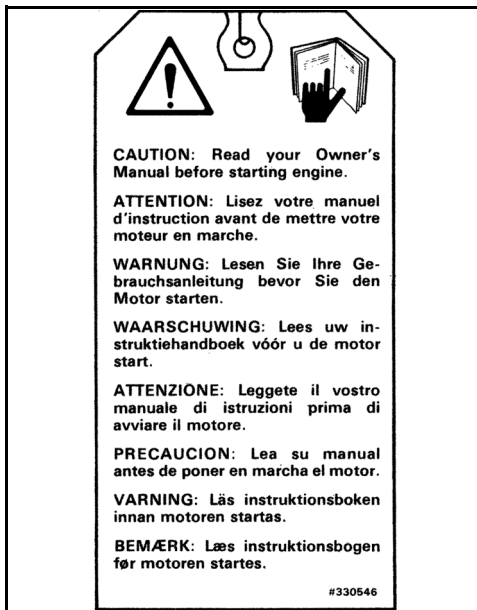 CAUTION: Read your Owner's
Manual before starting engine.
ATTENTION: Lisez votre manuel
d'instruction avant de mettre votre
moteur en marche.
WARNUNG: Lesen Sie Ihre Ge-
brauchsanleitung bevor Sie den
Motor starten.
WAARSCHUWING: Lees uw in-
struktiehandboek vóór u de motor
start.
ATTENZIONE: Leggete il vostro
manuale di istruzioni prima di
avviare il motore.
PRECAUCION: Lea su manual
antes de poner en marcha el motor.
VARNING: Läs instruktionsboken
innan motoren startas.
BEMÆRK: Læs instruktionsbogen
før motoren startes.
#330546